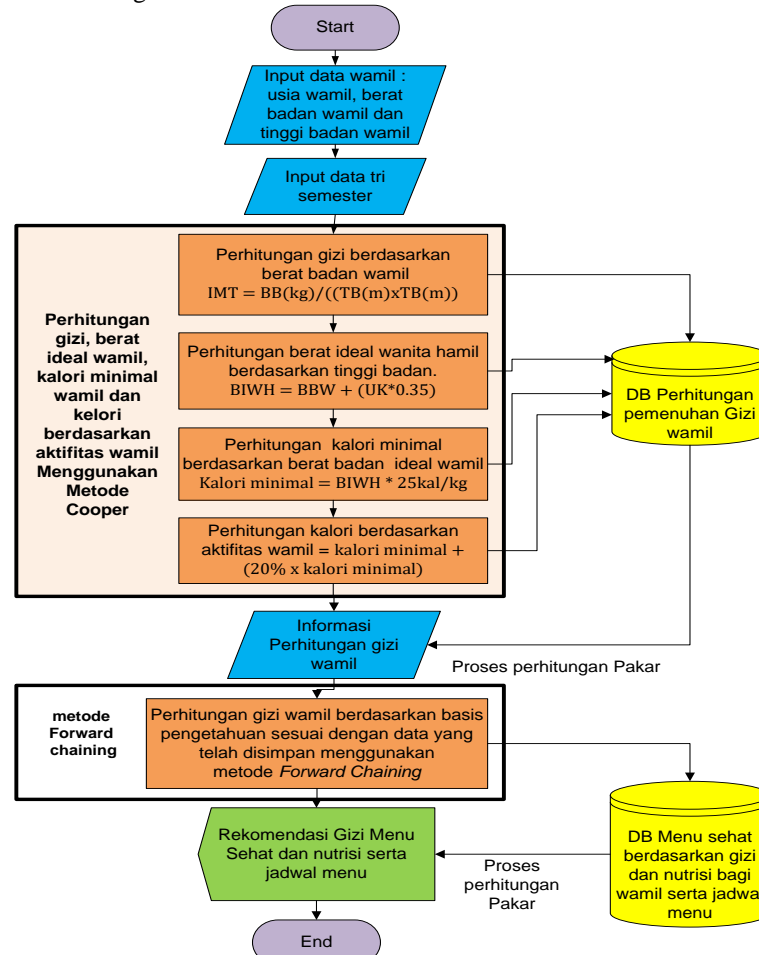 Start
Input data wamil :
usia wamil, berat
badan wamil dan
tinggi badan wamil
Input data tri
semester
Perhitungan
gizi, berat
ideal wamil,
kalori minimal
wamil dan
kelori
berdasarkan
aktifitas wamil
Menggunakan
Metode
Cooper
Perhitungan gizi berdasarkan
berat badan wamil
IMT = BB(kg)/((TB(m)xTB(m))
Perhitungan berat ideal wanita hamil
berdasarkan tinggi badan.
BIWH = BBW + (UK*0.35)
Perhitungan kalori minimal
berdasarkan berat badan ideal wamil
Kalori minimal = BIWH * 25kal/kg
Perhitungan kalori berdasarkan
aktifitas wamil = kalori minimal +
(20% x kalori minimal)
DB Perhitungan
pemenuhan Gizi
wamil
Informasi
Perhitungan gizi
wamil
Proses perhitungan Pakar
metode
Forward
chaining
Perhitungan gizi wamil berdasarkan basis
pengetahuan sesuai dengan data yang
telah disimpan menggunakan
metode Forward Chaining
Rekomendasi Gizi Menu
Sehat dan nutrisi serta
jadwal menu
Proses
perhitungan
Pakar
DB Menu sehat
berdasarkan gizi
dan nutrisi bagi
wamil serta jadwal
menu
End